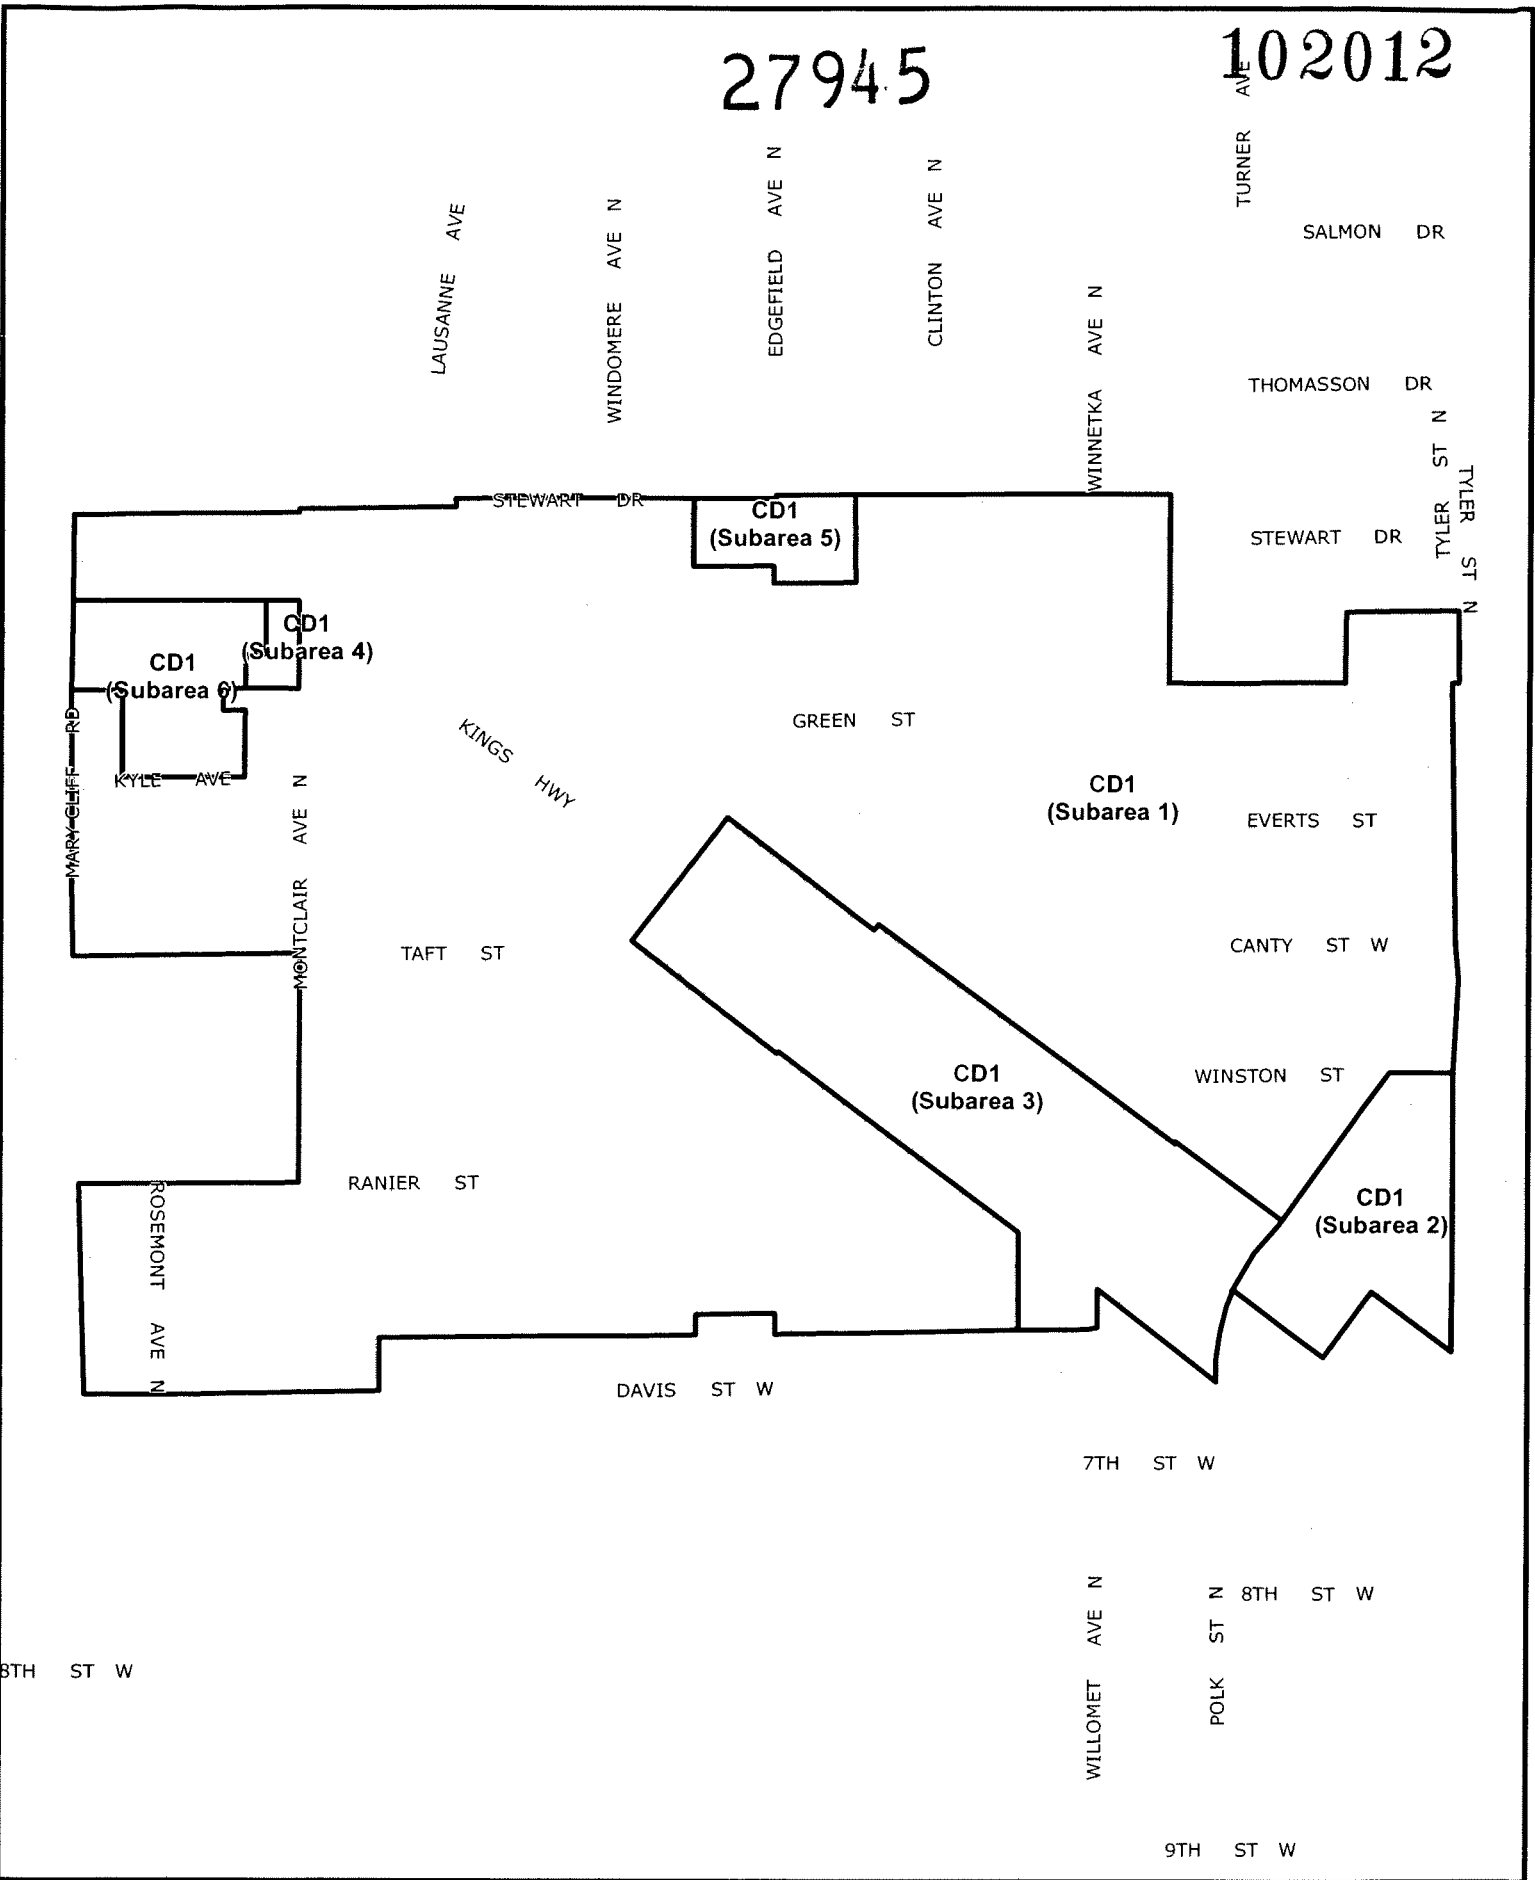 27945
102012
TURNER AVE
EDGEFIELD AVE N
CLINTON AVE N
LAUSANNE AVE
WINDOMERE AVE N
SALMON DR
WINNETKA AVE N
THOMASSON DR
TYLER ST N
TYLER ST N
STEWART DR
CD1
(Subarea 5)
STEWART DR
CD1
(Subarea 4)
CD1
(Subarea 6)
MARY CLIFF RD
KYLE AVE
MONTCLAIR AVE N
KINGS HWY
GREEN ST
CD1
(Subarea 1)
EVERTS ST
TAFT ST
CANTY ST W
CD1
(Subarea 3)
WINSTON ST
ROSEMONT AVE N
RANIER ST
CD1
(Subarea 2)
DAVIS ST W
7TH ST W
WILLOMET AVE N
POLK ST N
8TH ST W
8TH ST W
9TH ST W